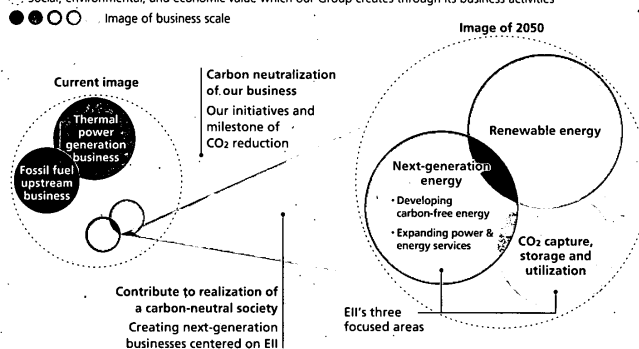 Social, environmental, and economic value which our Group creates through its business activities
Image of business scale
Image of 2050
Current image
Thermal
power
generation
business
Fossil fuel
upstream
business
Carbon neutralization
of our business
Our initiatives and
milestone of
CO₂ reduction
Renewable energy
Next-generation
energy
• Developing
carbon-free energy
• Expanding power &
energy services
CO₂ capture,
storage and
utilization
Contribute to realization of
a carbon-neutral society
Creating next-generation
businesses centered on EII
EII's three
focused areas